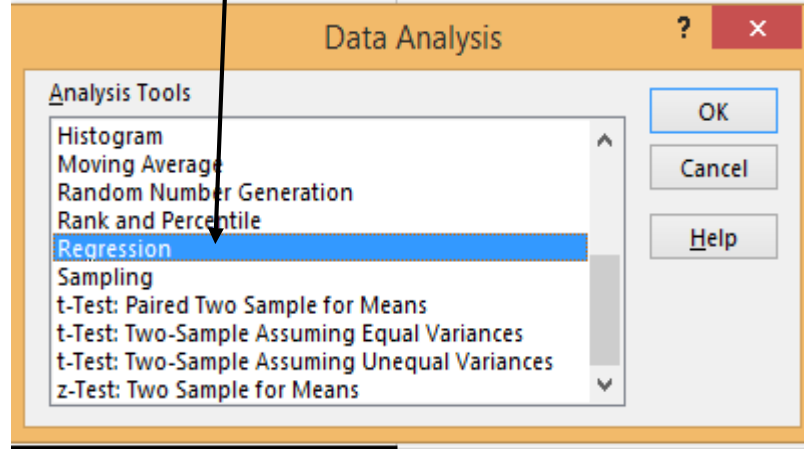 Data Analysis
?
×
Analysis Tools
Histogram
Moving Average
Random Number Generation
Rank and Percentile
Regression
Sampling
t-Test: Paired Two Sample for Means
t-Test: Two-Sample Assuming Equal Variances
t-Test: Two-Sample Assuming Unequal Variances
z-Test: Two Sample for Means
OK
Cancel
Help